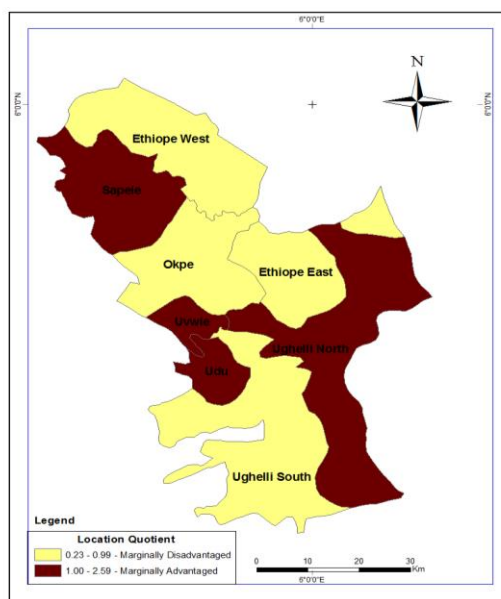 6°0'0"E
N
6°0'0"N
6°0'0"N
Ethiope West
Sapele
Okpe
Ethiope East
Uvwie
Ughelli North
Udu
Ughelli South
Legend
Location Quotient
0.23 - 0.99 - Marginally Disadvantaged
1.00 - 2.59 - Marginally Advantaged
0 10 20 30
Km
6°0'0"E